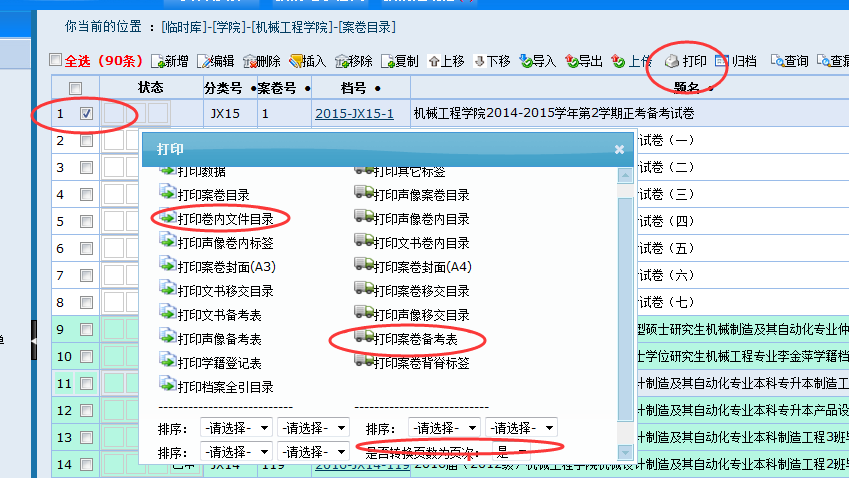 你当前的位置 ：[临时库]-[学院]-[机械工程学院]-[案卷目录]
全选 （90条） 新增 编辑 删除 插入 移除 复制 上移 下移 导入 导出 上传 打印 归档 查询
状态 分类号 案卷号 档号 题名
1 JX15 1 2015-JX15-1 机械工程学院2014-2015学年第2学期正考备考试卷
2 试卷（一）
3 试卷（二）
4 试卷（三）
5 试卷（四）
6 试卷（五）
7 试卷（六）
8 试卷（七）
9 型硕士研究生机械制造及其自动化专业仲
10 士学位研究生机械工程专业李金萍学籍档
11 计制造及其自动化专业本科专升本制造工
12 计制造及其自动化专业本科专升本产品设
13 计制造及其自动化专业本科制造工程3班毕
14 已审 JX14 119 2016-JX14-119 2016届（2012级）机械工程学院机械设计制造及其自动化专业本科制造工程2班毕
打印
打印数据 打印其它标签
打印案卷目录 打印声像案卷目录
打印卷内文件目录 打印声像卷内目录
打印声像卷内标签 打印文书卷内目录
打印案卷封面(A3) 打印案卷封面(A4)
打印文书移交目录 打印案卷移交目录
打印文书备考表 打印声像移交目录
打印声像备考表 打印案卷备考表
打印学籍登记表 打印案卷背脊标签
打印档案全引目录
排序： -请选择- -请选择- 排序： -请选择- -请选择-
排序： -请选择- -请选择- 是否转换页数为页次： 是